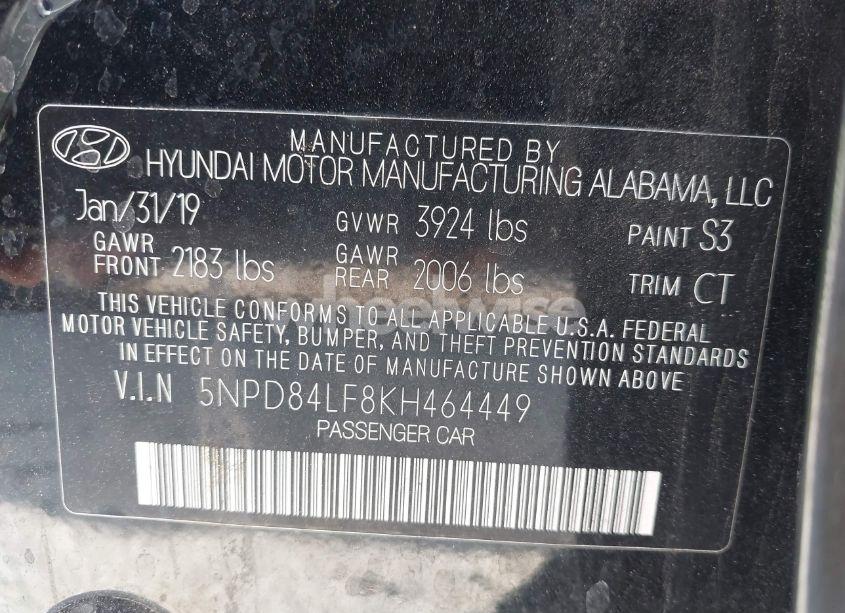 MANUFACTURED BY
HYUNDAI MOTOR MANUFACTURING ALABAMA, LLC
Jan/31/19 GVWR 3924 lbs PAINT S3
GAWR FRONT 2183 lbs GAWR REAR 2006 lbs TRIM CT
THIS VEHICLE CONFORMS TO ALL APPLICABLE U.S.A. FEDERAL
MOTOR VEHICLE SAFETY, BUMPER, AND THEFT PREVENTION STANDARDS
IN EFFECT ON THE DATE OF MANUFACTURE SHOWN ABOVE.
V.I.N 5NPD84LF8KH464449
PASSENGER CAR